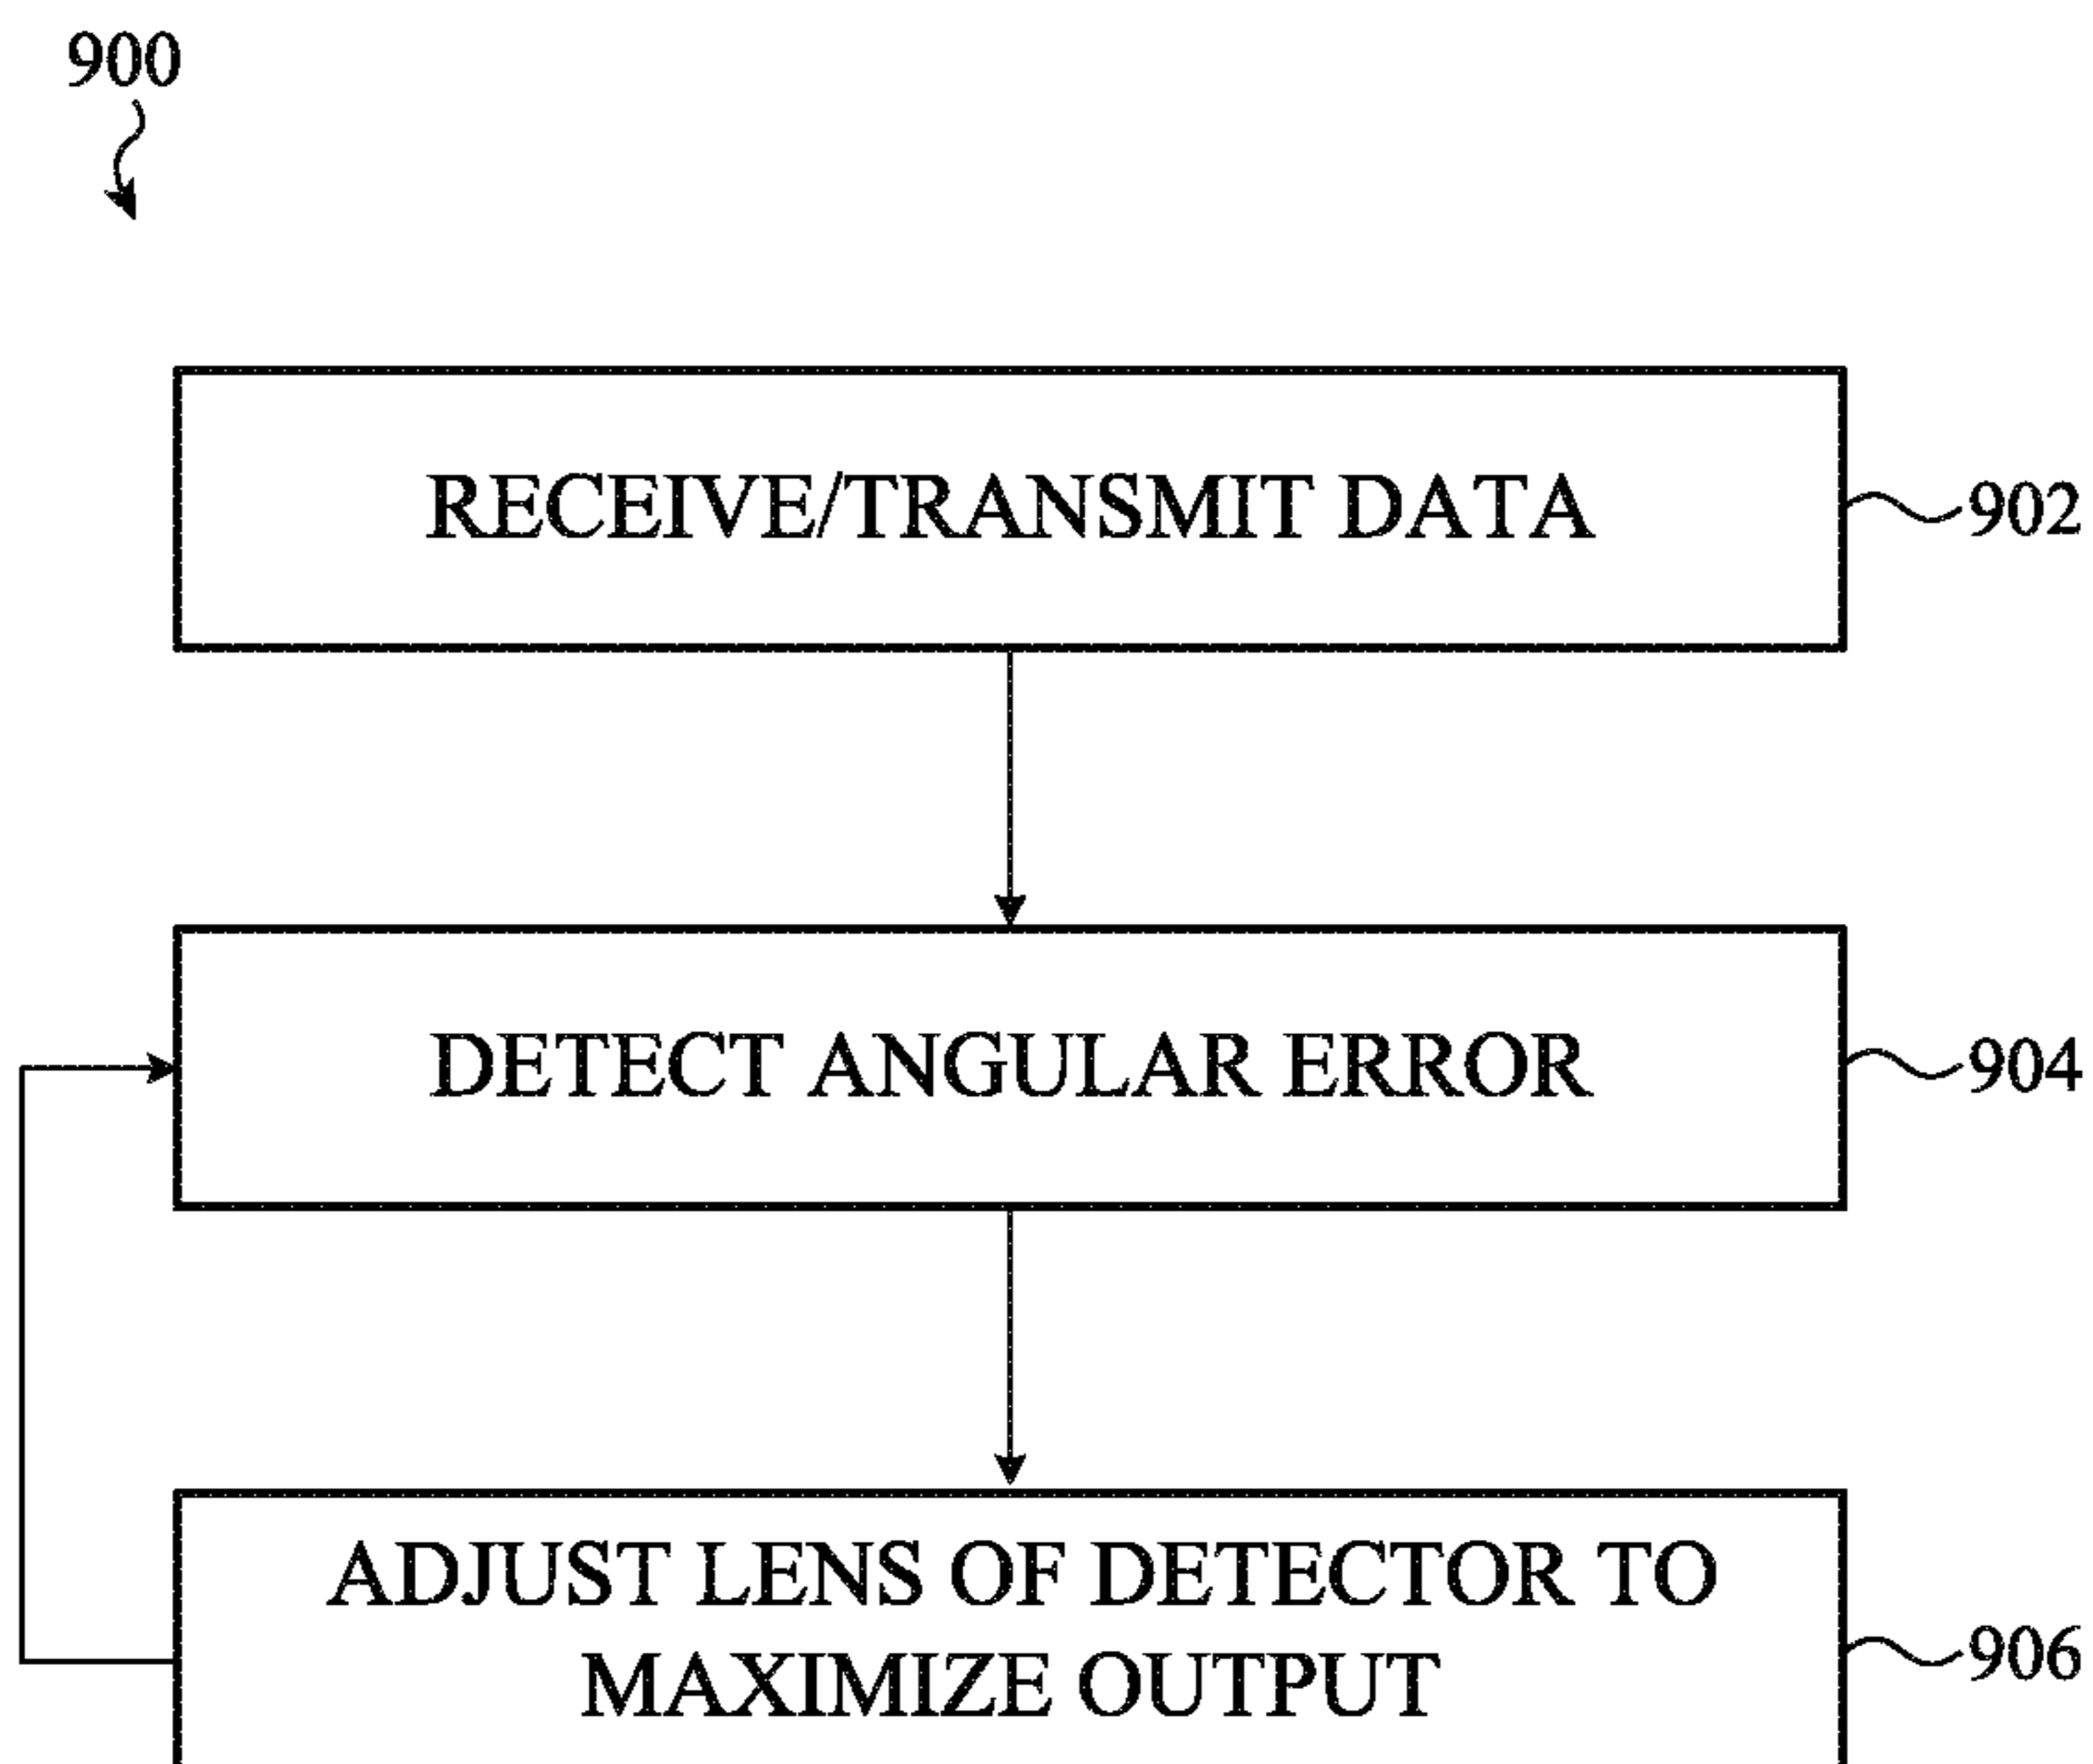 900
RECEIVE/TRANSMIT DATA
902
DETECT ANGULAR ERROR
904
ADJUST LENS OF DETECTOR TO
MAXIMIZE OUTPUT
906